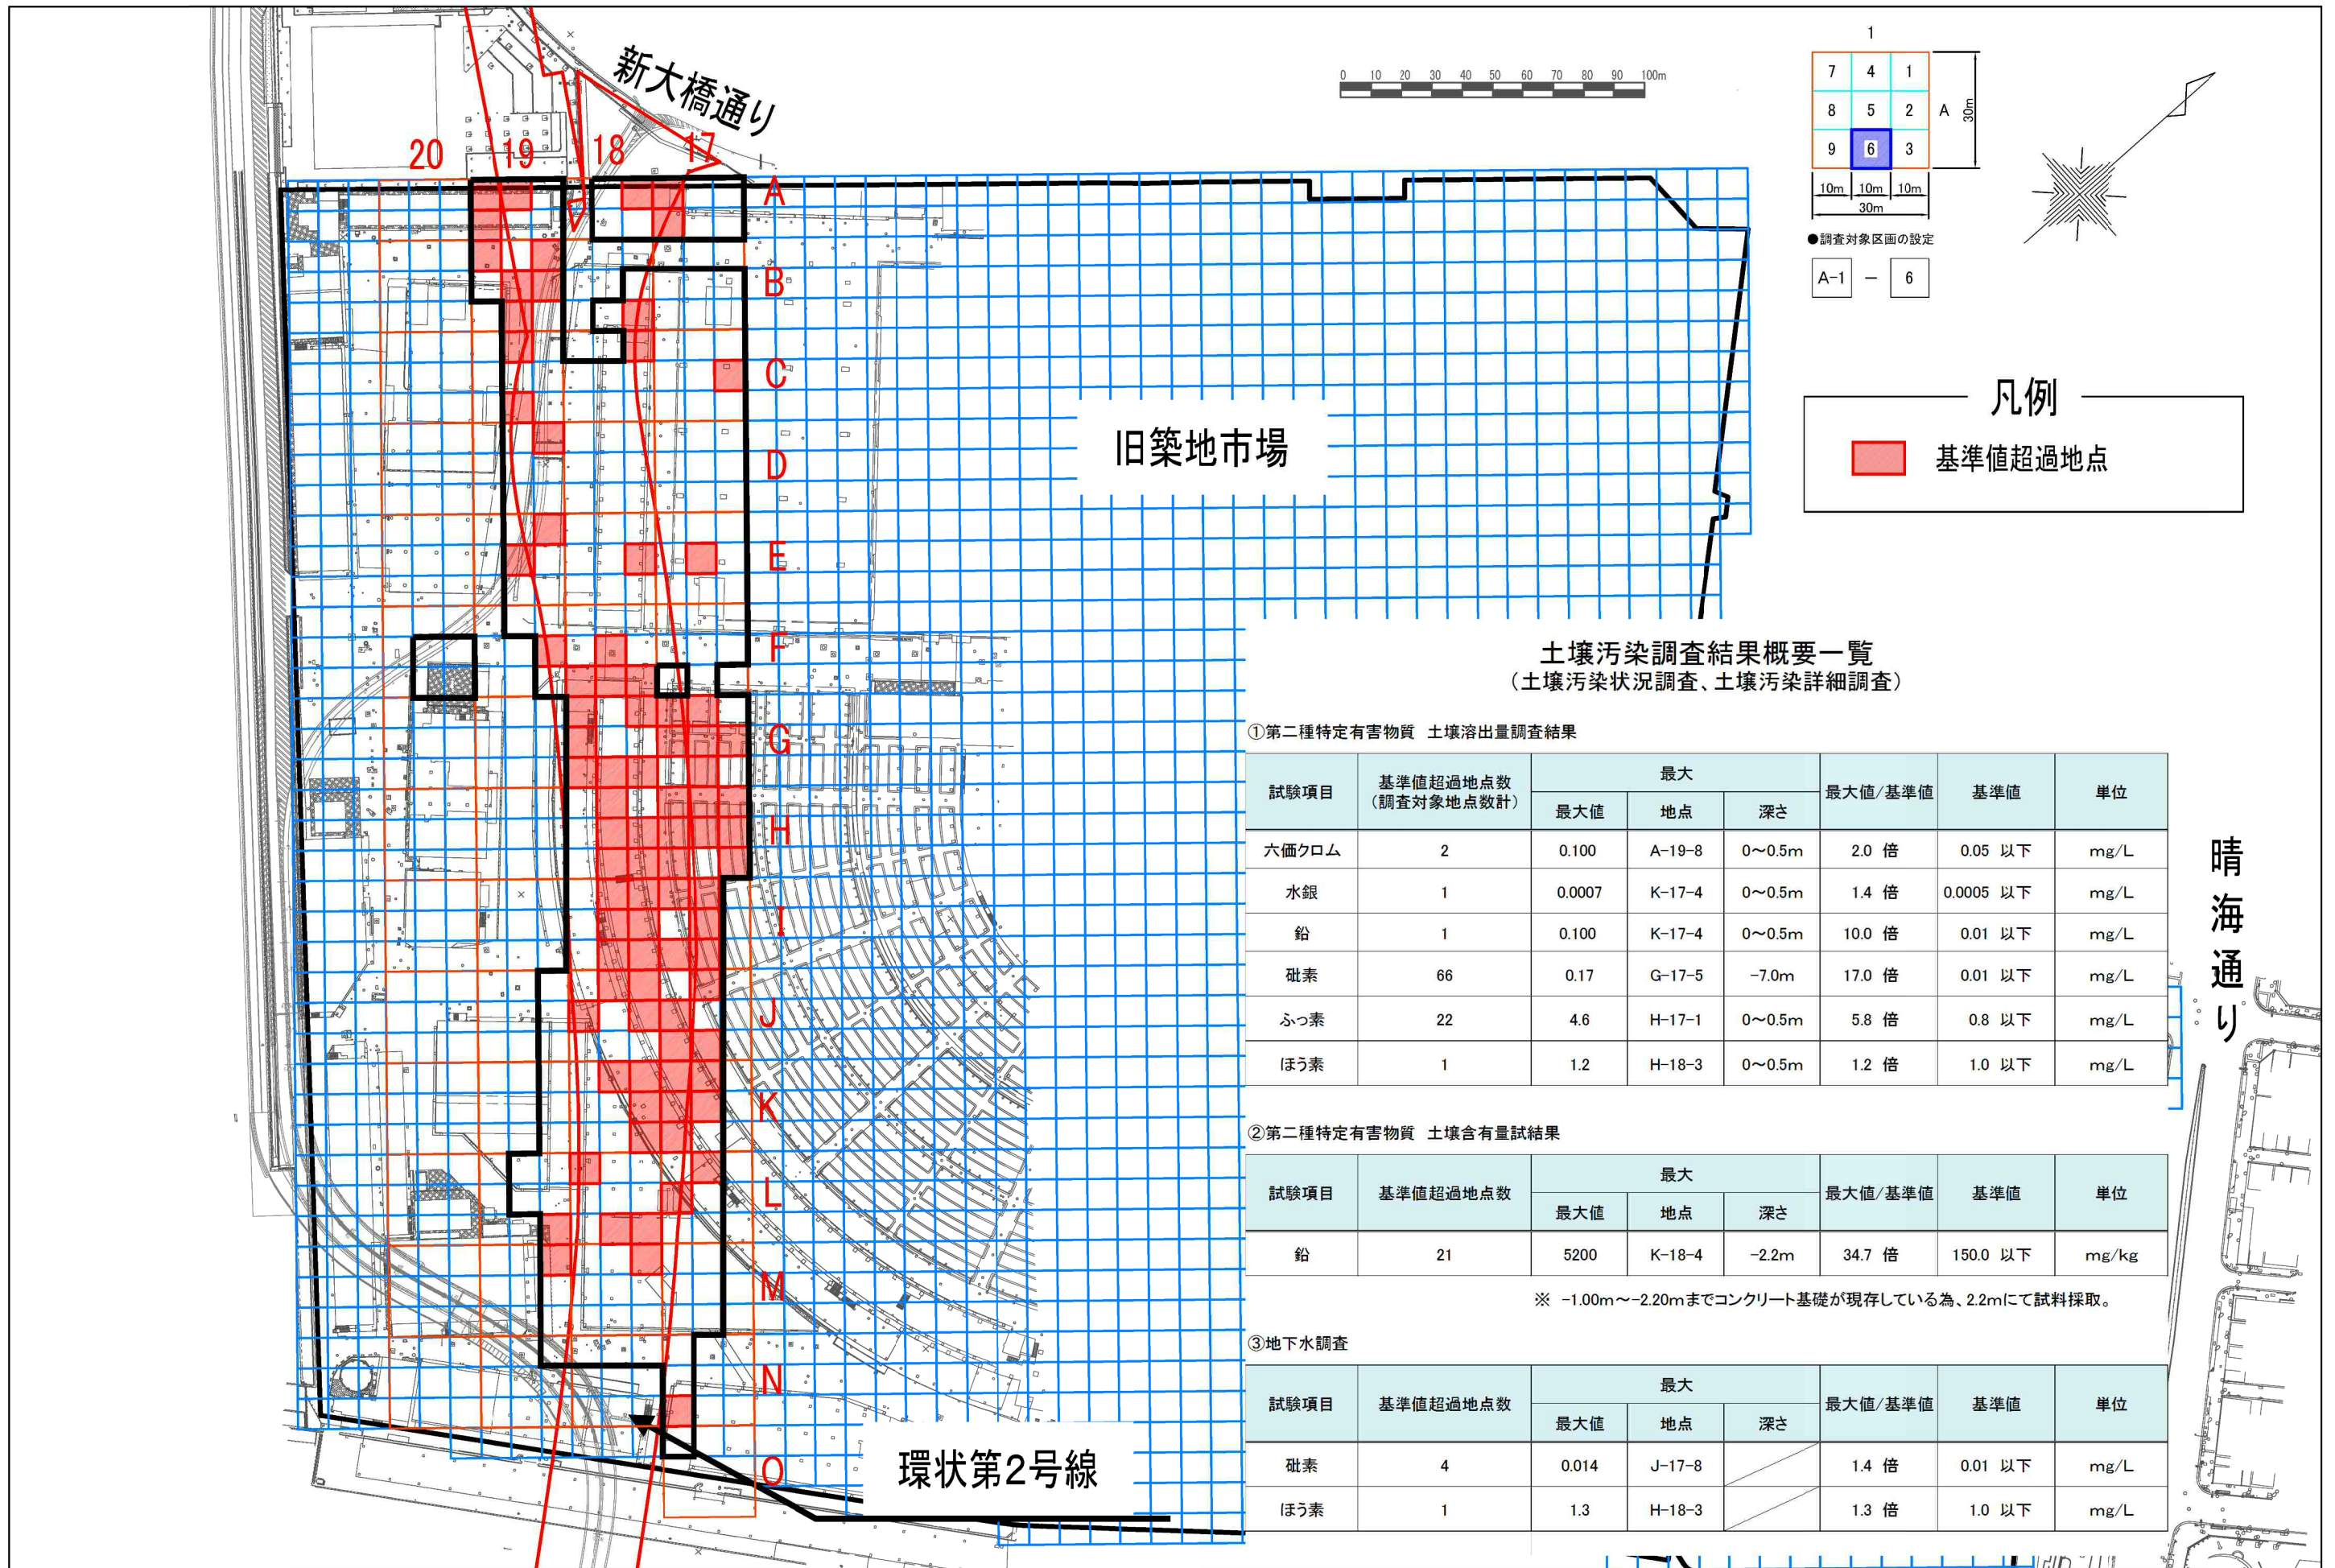 新大橋通り
20
19
18
17
0 10 20 30 40 50 60 70 80 90 100m
1
7 4 1
8 5 2
9 6 3
A
30m
10m 10m 10m
30m
●調査対象区画の設定
A-1 － 6
凡例
基準値超過地点
A
B
C
D
E
F
G
H
I
J
K
L
M
N
O
旧築地市場
環状第2号線
晴海通り
土壌汚染調査結果概要一覧
（土壌汚染状況調査、土壌汚染詳細調査）
①第二種特定有害物質 土壌溶出量調査結果
試験項目 基準値超過地点数 最大 最大値/基準値 基準値 単位
（調査対象地点数計） 最大値 地点 深さ
六価クロム 2 0.100 A-19-8 0～0.5m 2.0 倍 0.05 以下 mg/L
水銀 1 0.0007 K-17-4 0～0.5m 1.4 倍 0.0005 以下 mg/L
鉛 1 0.100 K-17-4 0～0.5m 10.0 倍 0.01 以下 mg/L
砒素 66 0.17 G-17-5 -7.0m 17.0 倍 0.01 以下 mg/L
ふっ素 22 4.6 H-17-1 0～0.5m 5.8 倍 0.8 以下 mg/L
ほう素 1 1.2 H-18-3 0～0.5m 1.2 倍 1.0 以下 mg/L
②第二種特定有害物質 土壌含有量試結果
試験項目 基準値超過地点数 最大 最大値/基準値 基準値 単位
最大値 地点 深さ
鉛 21 5200 K-18-4 -2.2m 34.7 倍 150.0 以下 mg/kg
※ -1.00m～-2.20mまでコンクリート基礎が現存している為、2.2mにて試料採取。
③地下水調査
試験項目 基準値超過地点数 最大 最大値/基準値 基準値 単位
最大値 地点 深さ
砒素 4 0.014 J-17-8 1.4 倍 0.01 以下 mg/L
ほう素 1 1.3 H-18-3 1.3 倍 1.0 以下 mg/L